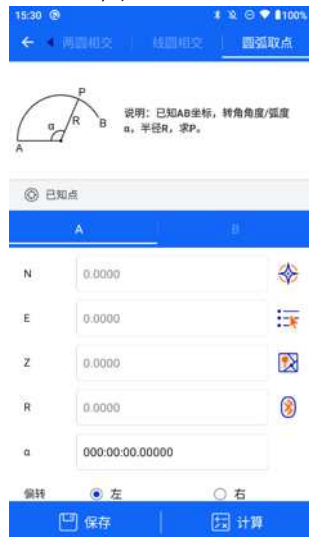 15:30 100%
两圆相交 线圆相交 圆弧取点
P
α R B
A
说明：已知AB坐标，转角角度/弧度
α，半径R，求P。
已知点
A B
N 0.0000
E 0.0000
Z 0.0000
R 0.0000
α 000:00:00.00000
偏转 左 右
保存 计算